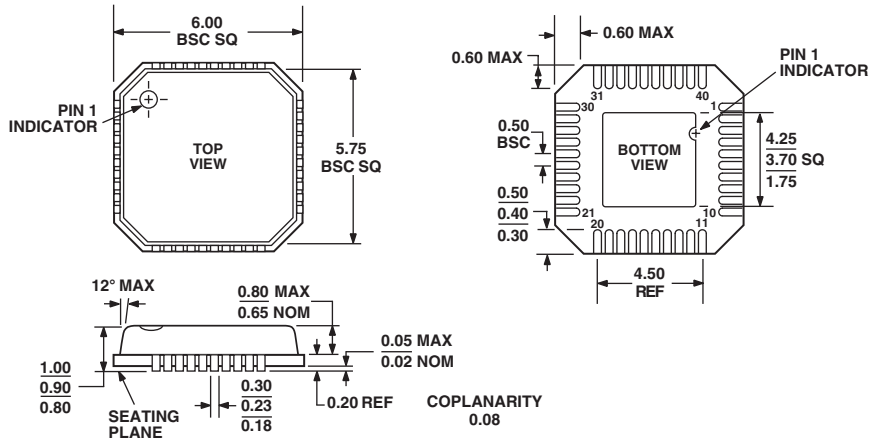 6.00
BSC SQ
PIN 1
INDICATOR
TOP
VIEW
5.75
BSC SQ
0.60 MAX
0.60 MAX
PIN 1
INDICATOR
31
40
30
1
0.50
BSC
BOTTOM
VIEW
4.25
3.70 SQ
1.75
0.50
0.40
0.30
21
10
20
11
4.50
REF
12° MAX
0.80 MAX
0.65 NOM
0.05 MAX
0.02 NOM
1.00
0.90
0.80
SEATING
PLANE
0.30
0.23
0.18
0.20 REF
COPLANARITY
0.08